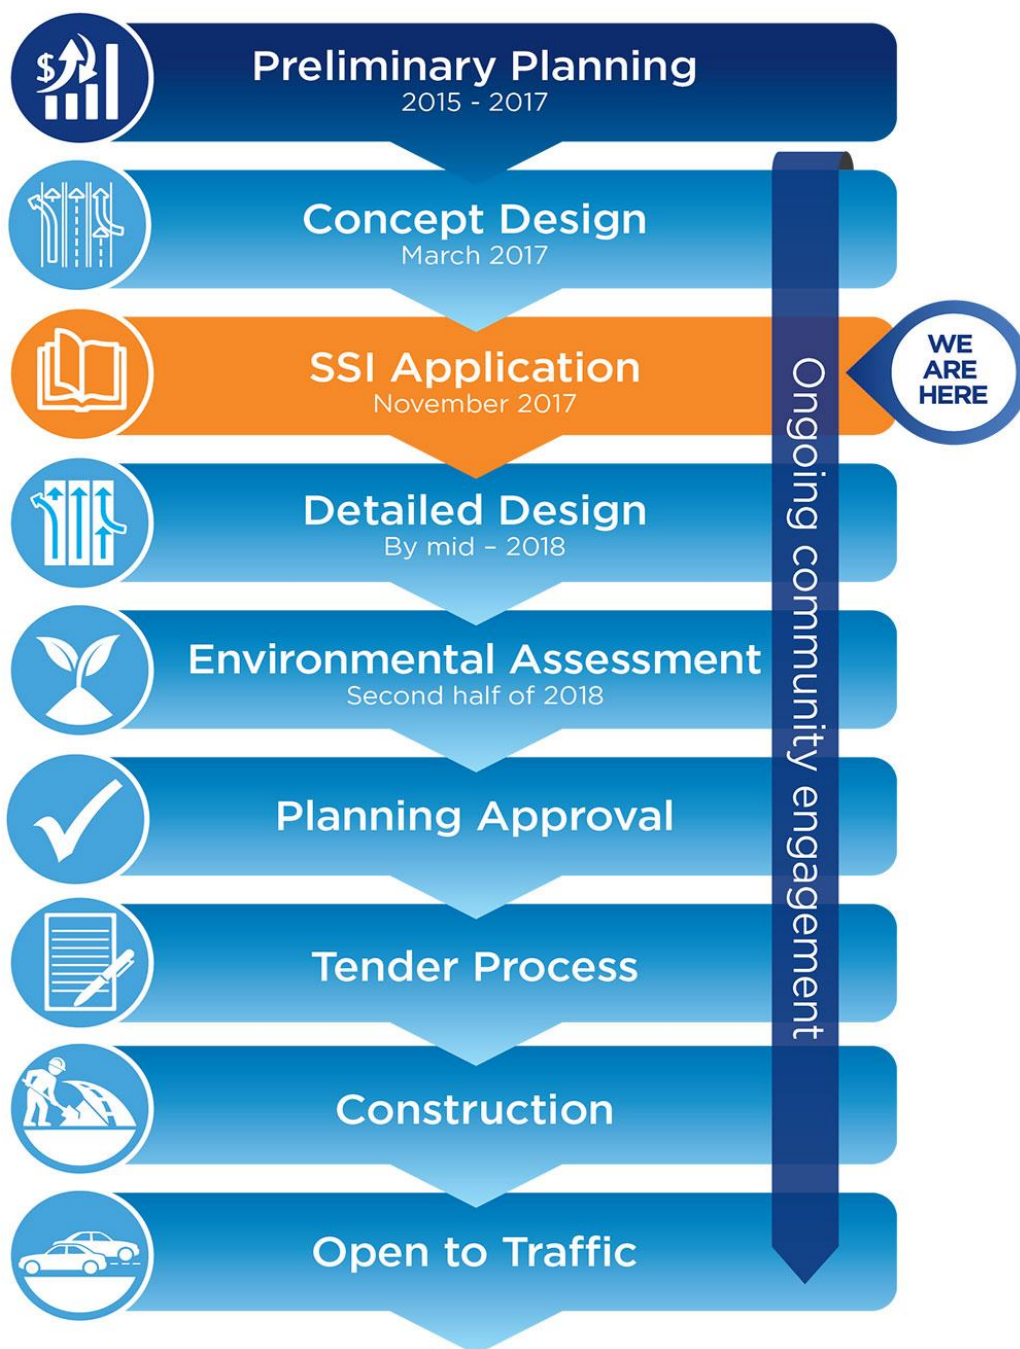 $
Preliminary Planning
2015 - 2017
Concept Design
March 2017
SSI Application
November 2017
WE
ARE
HERE
Detailed Design
By mid – 2018
Environmental Assessment
Second half of 2018
Planning Approval
Tender Process
Construction
Open to Traffic
Ongoing community engagement